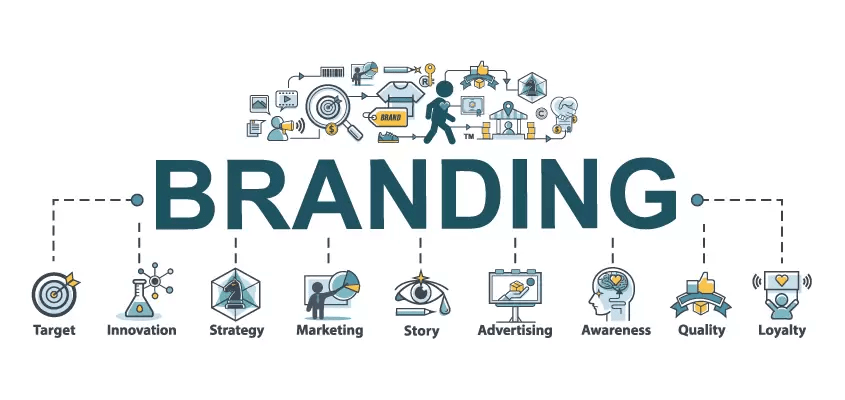 R
BRAND
C
TM
BRANDING
Target
Innovation
Strategy
Marketing
Story
Advertising
Awareness
Quality
Loyalty